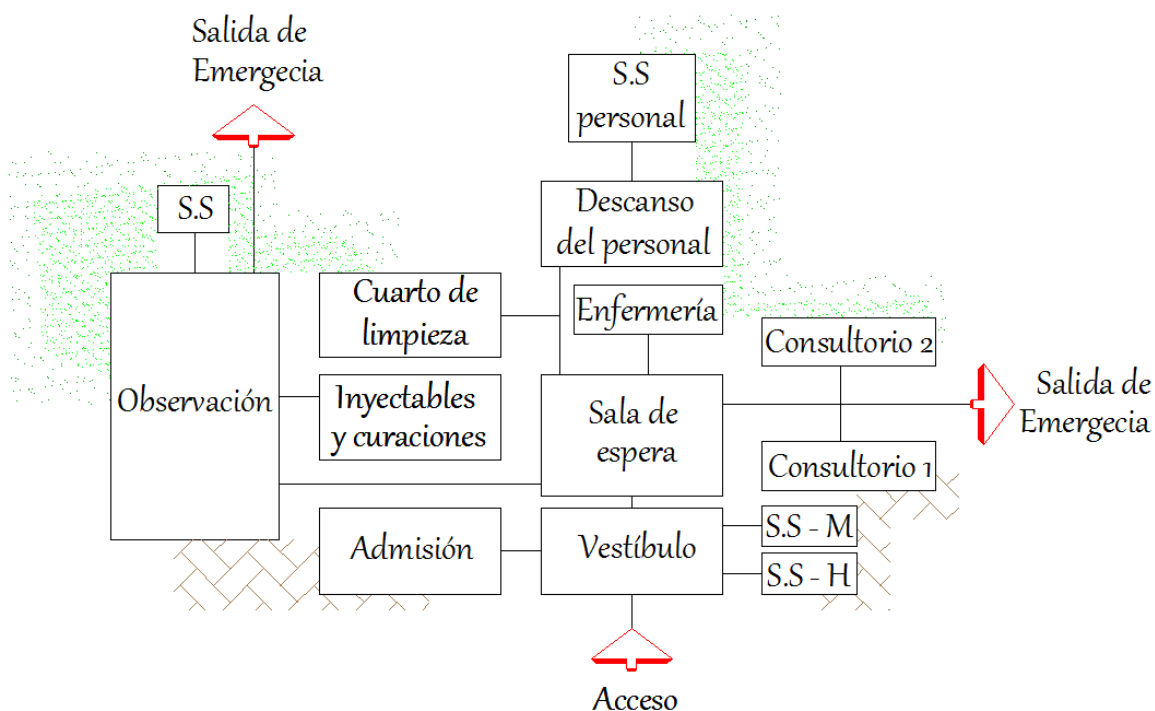 Salida de
Emergecia
S.S
personal
S.S
Descanso
del personal
Cuarto de
limpieza
Enfermería
Consultorio 2
Observación
Inyectables
y curaciones
Sala de
espera
Salida de
Emergecia
Consultorio 1
Admisión
Vestíbulo
S.S - M
S.S - H
Acceso